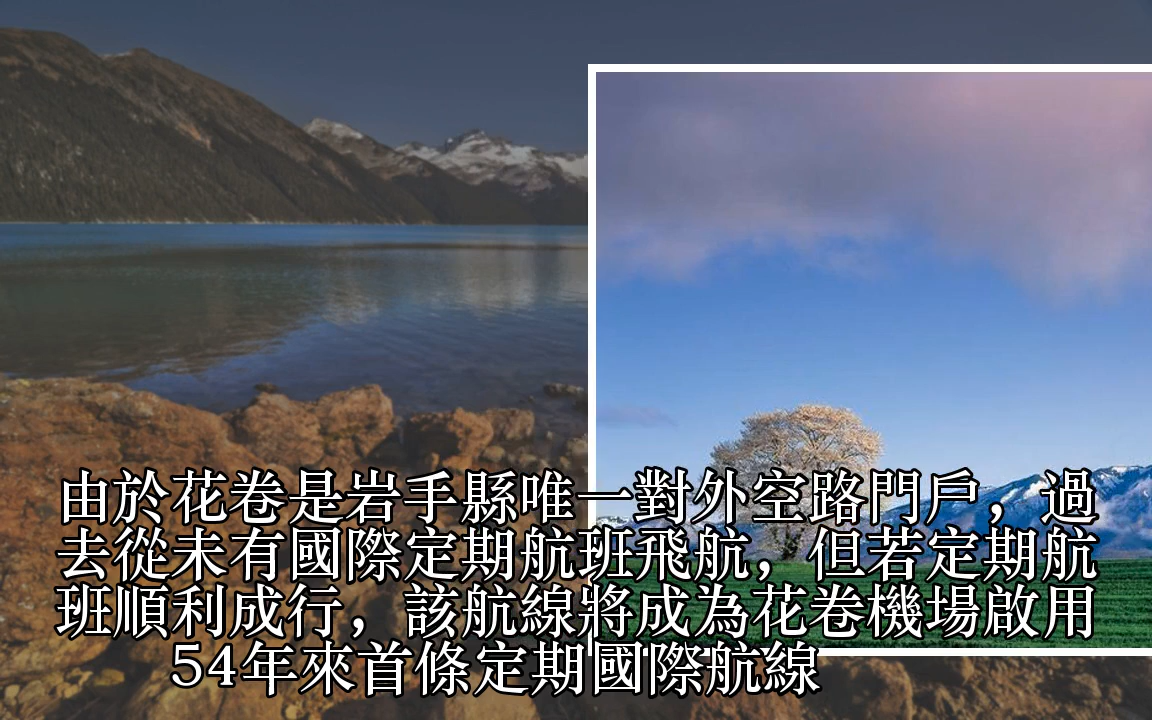 由於花卷是岩手縣唯一對外空路門戶，過
去從未有國際定期航班飛航，但若定期航
班順利成行，該航線將成為花卷機場啟用
54年來首條定期國際航線